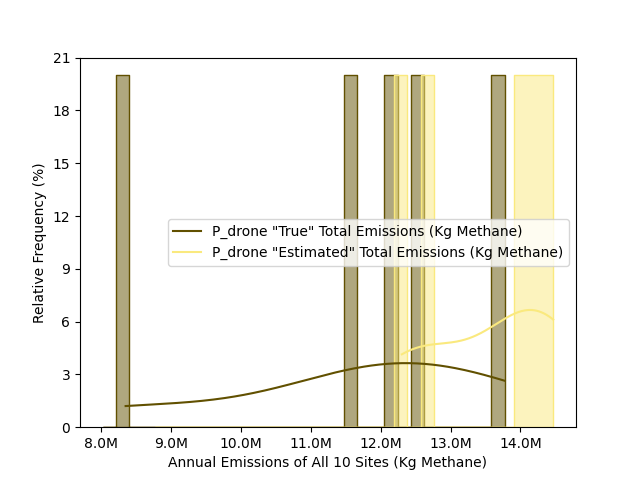 21
18
15
12
9
6
3
0
Relative Frequency (%)
P_drone "True" Total Emissions (Kg Methane)
P_drone "Estimated" Total Emissions (Kg Methane)
8.0M 9.0M 10.0M 11.0M 12.0M 13.0M 14.0M
Annual Emissions of All 10 Sites (Kg Methane)